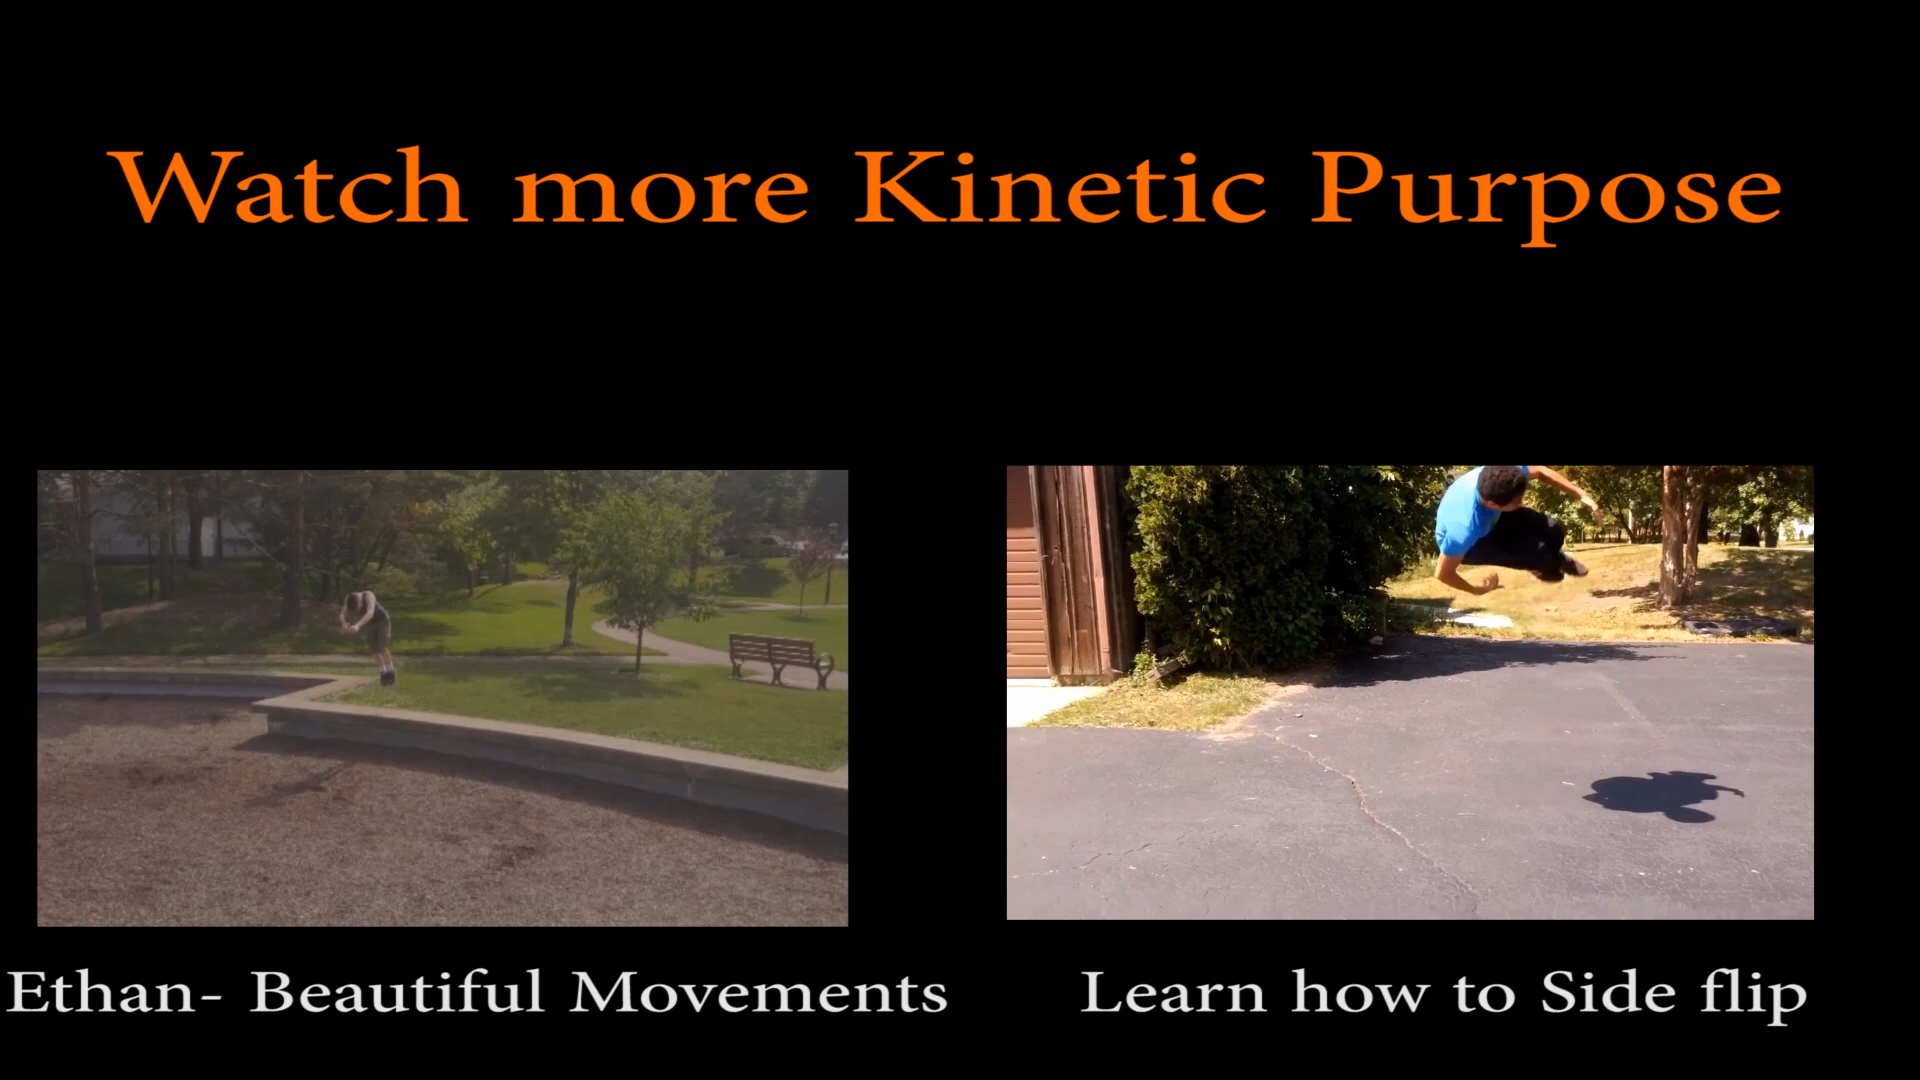 Watch more Kinetic Purpose
Ethan- Beautiful Movements
Learn how to Side flip